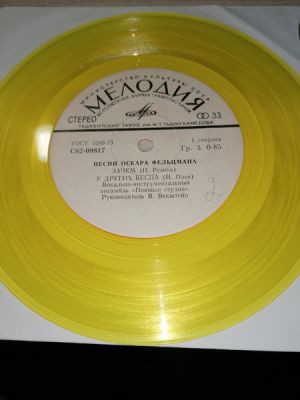 МИНИСТЕРСТВО КУЛЬТУРЫ СССР
МЕЛОДИЯ
ВСЕСОЮЗНАЯ ФИРМА ГРАМПЛАСТИНОК
СТЕРЕО
33
ТАШКЕНТСКИЙ ЗАВОД ИМ. М.Т. ТАШМУХАМЕДОВА
ГОСТ 5289-73
1 сторона
С62-09817
Гр. 3. 0-85
ПЕСНИ ОСКАРА ФЕЛЬЦМАНА
ЗАЧЕМ (И. Резник)
У ДРУГИХ ВЕСНА (Н. Олев)
Вокально-инструментальный
ансамбль «Поющие сердца»
Руководитель В. Векштейн
2